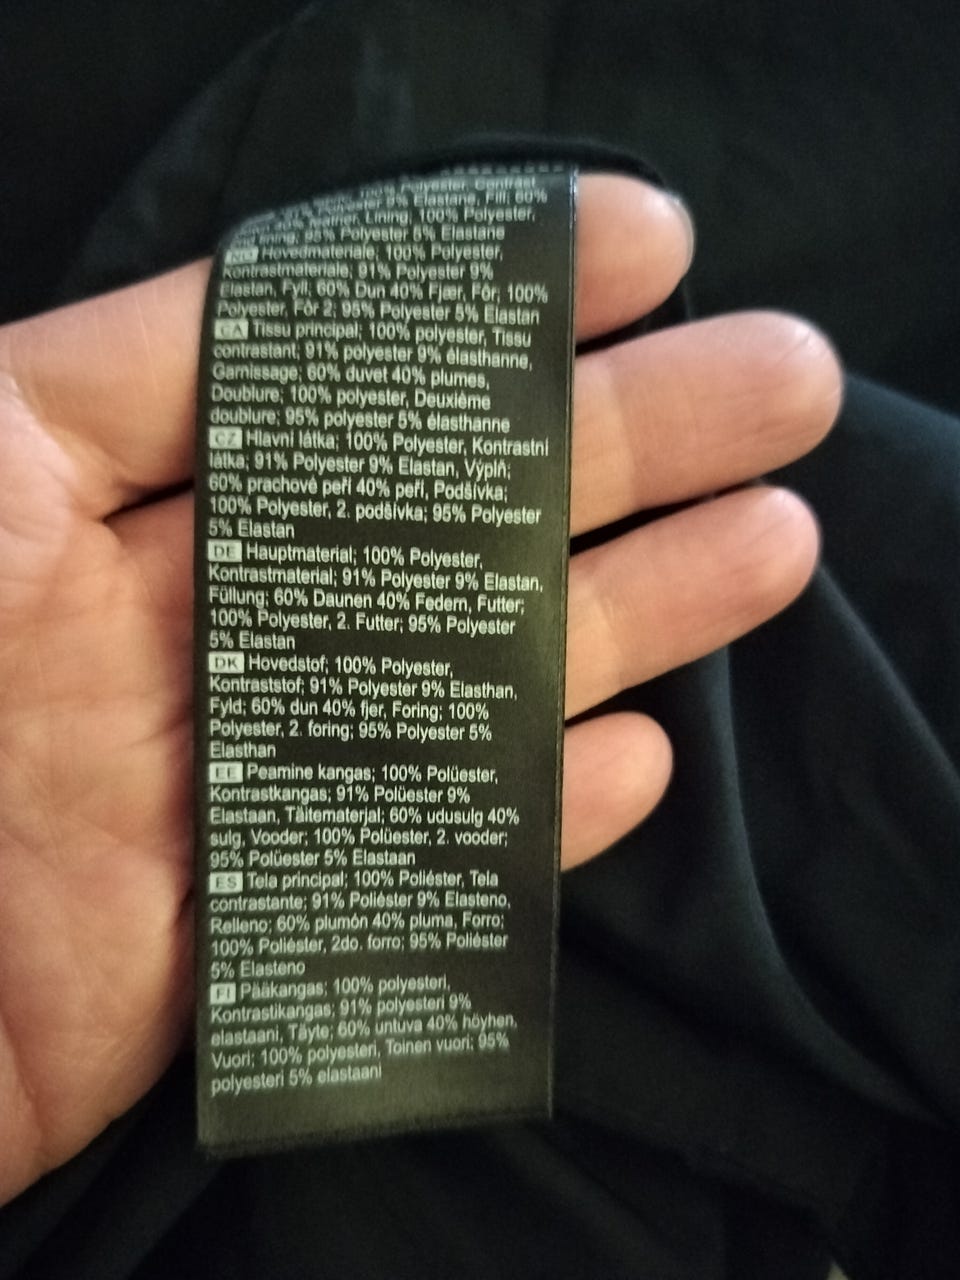 100% Polyester, Contrast
Polyester 9% Elastane, Fill 60%
Lining, 100% Polyester,
95% Polyester 5% Elastane
NO Hovedmateriale; 100% Polyester,
Kontrastmateriale; 91% Polyester 9%
Elastan, Fyll; 60% Dun 40% Fjær, Fôr; 100%
Polyester, Fôr 2; 95% Polyester 5% Elastan
CA Tissu principal; 100% polyester, Tissu
contrastant; 91% polyester 9% élasthanne,
Garnissage; 60% duvet 40% plumes,
Doublure; 100% polyester, Deuxième
doublure; 95% polyester 5% élasthanne
CZ Hlavní látka; 100% Polyester, Kontrastní
látka; 91% Polyester 9% Elastan, Výplň;
60% prachové peří 40% peří, Podšívka;
100% Polyester, 2. podšívka; 95% Polyester
5% Elastan
DE Hauptmaterial; 100% Polyester,
Kontrastmaterial; 91% Polyester 9% Elastan,
Füllung; 60% Daunen 40% Federn, Futter;
100% Polyester, 2. Futter; 95% Polyester
5% Elastan
DK Hovedstof; 100% Polyester,
Kontraststof; 91% Polyester 9% Elasthan,
Fyld; 60% dun 40% fjer, Foring; 100%
Polyester, 2. foring; 95% Polyester 5%
Elasthan
EE Peamine kangas; 100% Polüester,
Kontrastkangas; 91% Polüester 9%
Elastaan, Täitematerjal; 60% udusulg 40%
sulg, Vooder; 100% Polüester, 2. vooder;
95% Polüester 5% Elastaan
ES Tela principal; 100% Poliéster, Tela
contrastante; 91% Poliéster 9% Elasteno,
Relleno; 60% plumón 40% pluma, Forro;
100% Poliéster, 2do. forro; 95% Poliéster
5% Elasteno
FI Pääkangas; 100% polyesteri,
Kontrastikangas; 91% polyesteri 9%
elastaani, Täyte; 60% untuva 40% höyhen,
Vuori; 100% polyesteri, Toinen vuori; 95%
polyesteri 5% elastaani